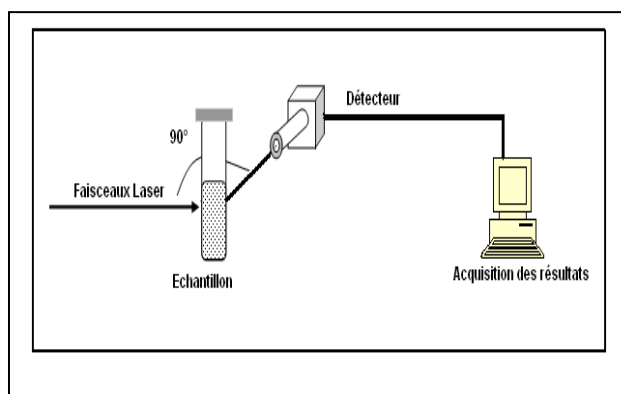 Détecteur
90°
Faisceaux Laser
Echantillon
Acquisition des résultats